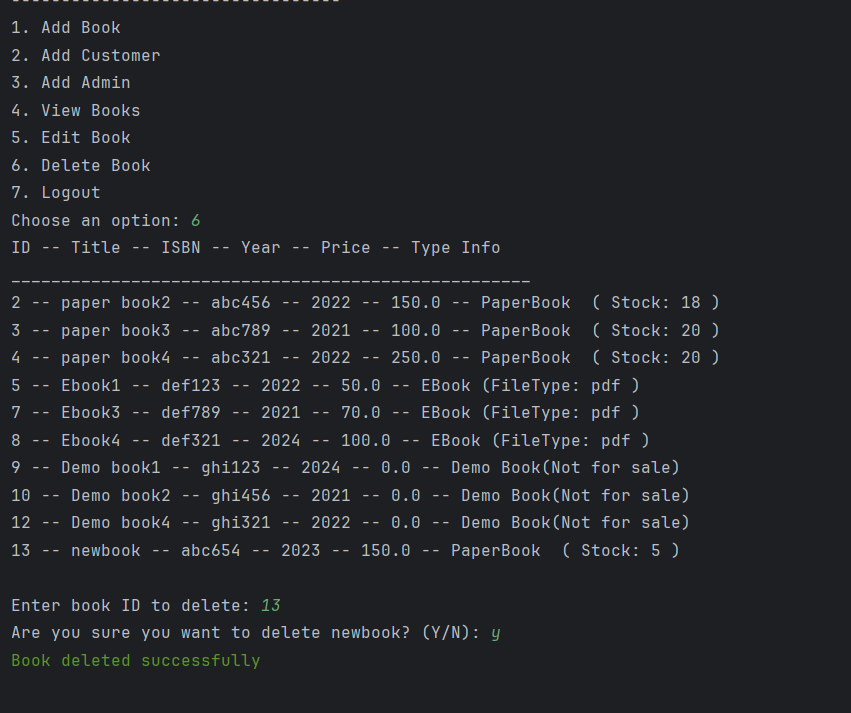 ---------------------------------
1. Add Book
2. Add Customer
3. Add Admin
4. View Books
5. Edit Book
6. Delete Book
7. Logout
Choose an option: 6
ID -- Title -- ISBN -- Year -- Price -- Type Info
____________________________________________________
2 -- paper book2 -- abc456 -- 2022 -- 150.0 -- PaperBook  ( Stock: 18 )
3 -- paper book3 -- abc789 -- 2021 -- 100.0 -- PaperBook  ( Stock: 20 )
4 -- paper book4 -- abc321 -- 2022 -- 250.0 -- PaperBook  ( Stock: 20 )
5 -- Ebook1 -- def123 -- 2022 -- 50.0 -- EBook (FileType: pdf )
7 -- Ebook3 -- def789 -- 2021 -- 70.0 -- EBook (FileType: pdf )
8 -- Ebook4 -- def321 -- 2024 -- 100.0 -- EBook (FileType: pdf )
9 -- Demo book1 -- ghi123 -- 2024 -- 0.0 -- Demo Book(Not for sale)
10 -- Demo book2 -- ghi456 -- 2021 -- 0.0 -- Demo Book(Not for sale)
12 -- Demo book4 -- ghi321 -- 2022 -- 0.0 -- Demo Book(Not for sale)
13 -- newbook -- abc654 -- 2023 -- 150.0 -- PaperBook  ( Stock: 5 )
Enter book ID to delete: 13
Are you sure you want to delete newbook? (Y/N): y
Book deleted successfully